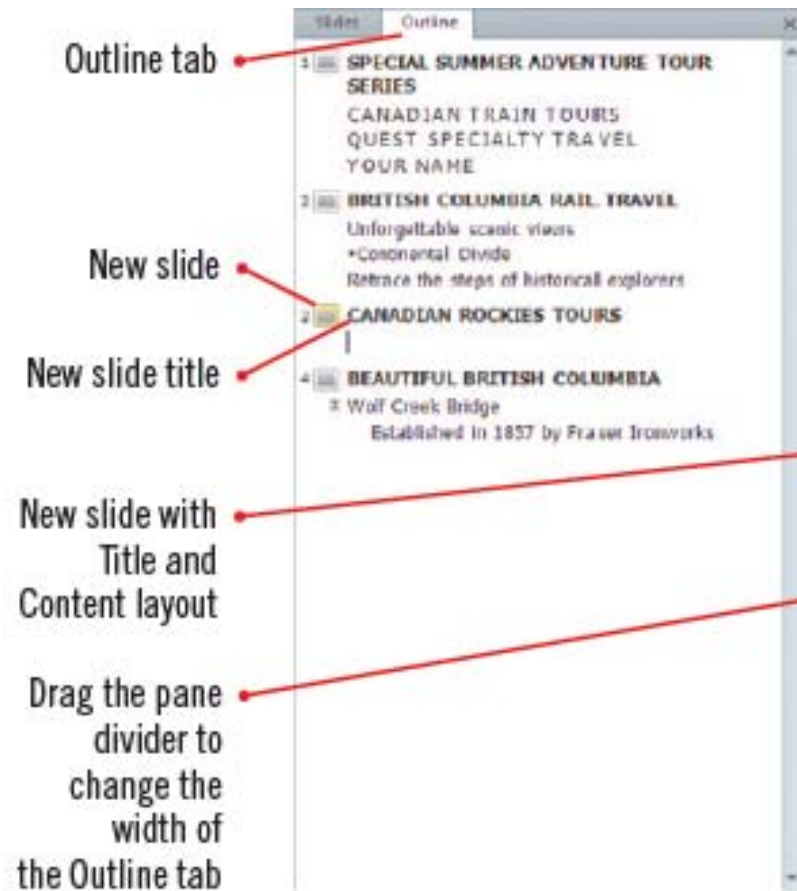 Slides Outline
Outline tab
1 SPECIAL SUMMER ADVENTURE TOUR
SERIES
CANADIAN TRAIN TOURS
QUEST SPECIALTY TRAVEL
YOUR NAME
2 BRITISH COLUMBIA RAIL TRAVEL
Unforgettable scenic views
•Continental Divide
Retrace the steps of historical explorers
New slide
3 CANADIAN ROCKIES TOURS
New slide title
4 BEAUTIFUL BRITISH COLUMBIA
Wolf Creek Bridge
Established in 1857 by Fraser Ironworks
New slide with
Title and
Content layout
Drag the pane
divider to
change the
width of
the Outline tab